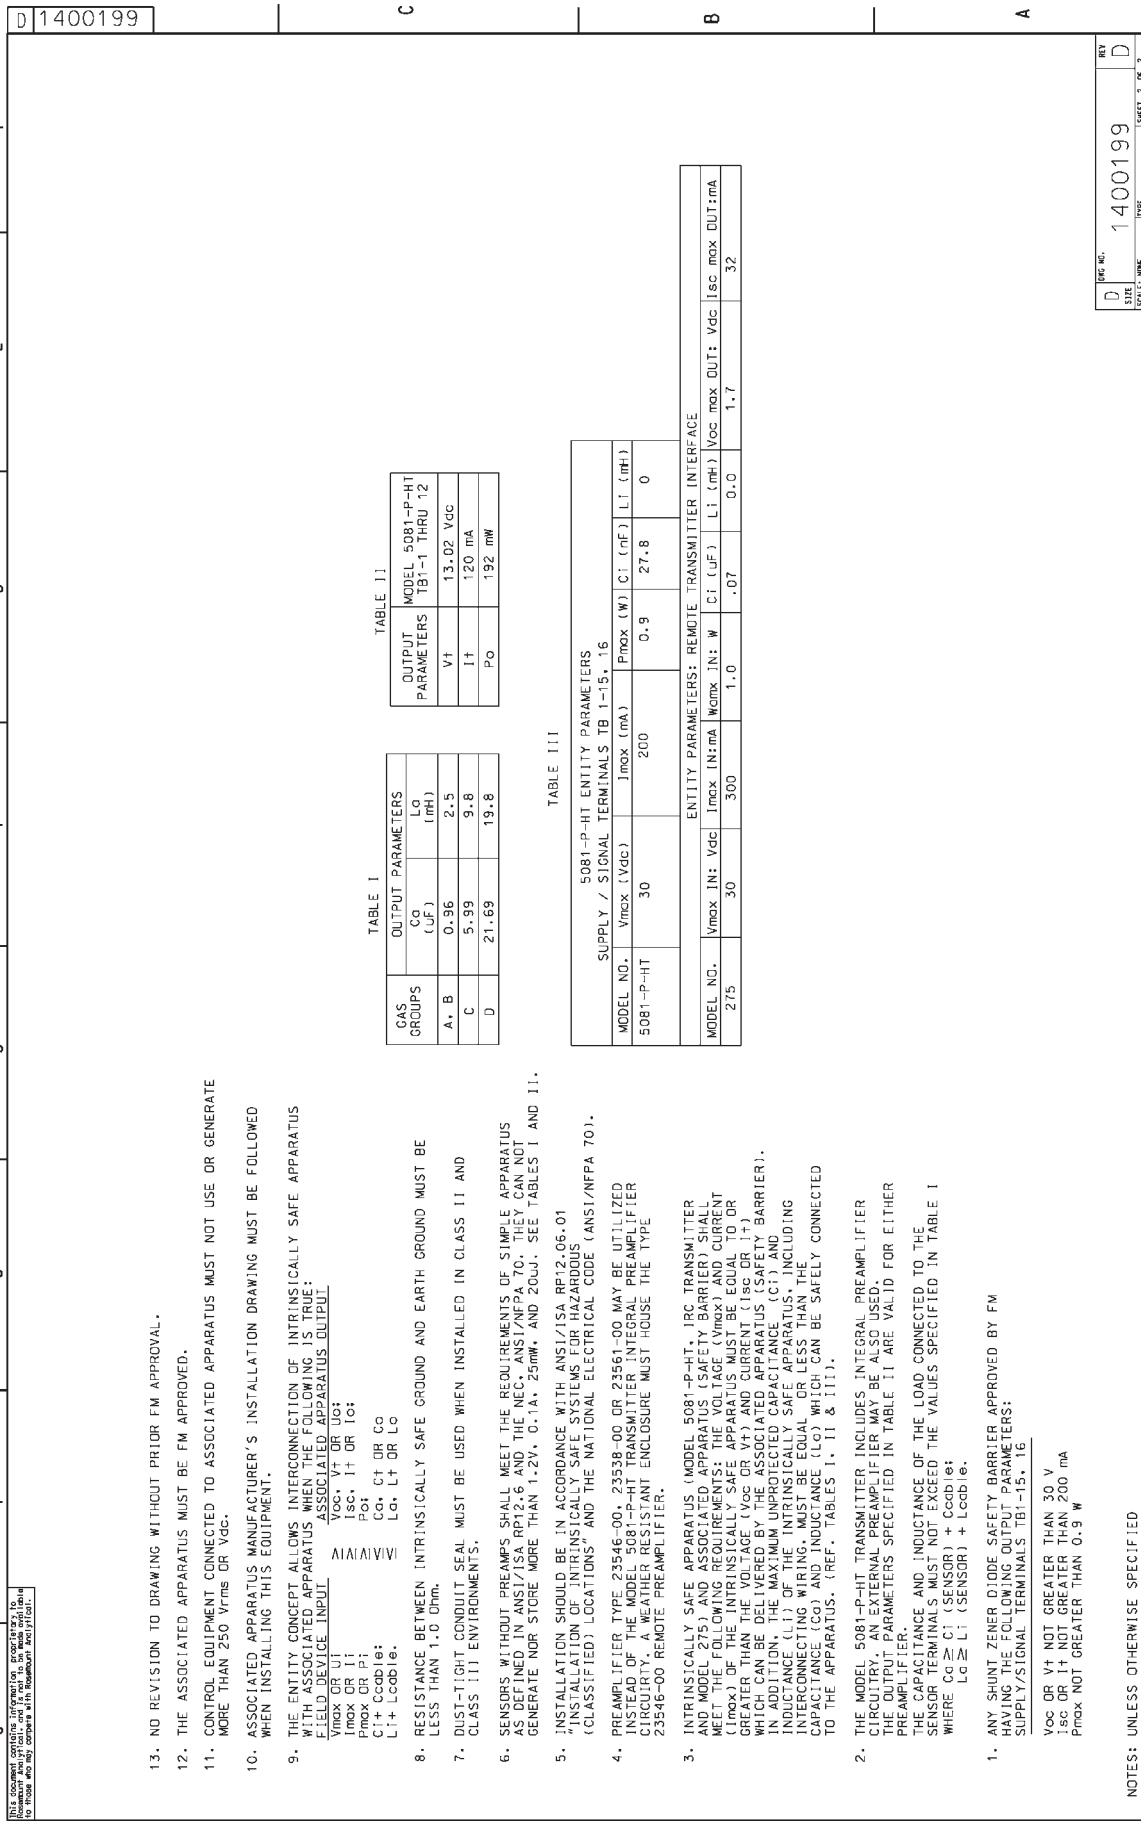 This document contains information proprietary to
Rosemount Analytical, and is not to be made available
to those who may compete with Rosemount Analytical.
D 1400199
C
B
A
13. NO REVISION TO DRAWING WITHOUT PRIOR FM APPROVAL.
12. THE ASSOCIATED APPARATUS MUST BE FM APPROVED.
11. CONTROL EQUIPMENT CONNECTED TO ASSOCIATED APPARATUS MUST NOT USE OR GENERATE
MORE THAN 250 Vrms OR Vdc.
10. ASSOCIATED APPARATUS MANUFACTURER'S INSTALLATION DRAWING MUST BE FOLLOWED
WHEN INSTALLING THIS EQUIPMENT.
9. THE ENTITY CONCEPT ALLOWS INTERCONNECTION OF INTRINSICALLY SAFE APPARATUS
WITH ASSOCIATED APPARATUS WHEN THE FOLLOWING IS TRUE:
FIELD DEVICE INPUT ASSOCIATED APPARATUS OUTPUT
Vmax OR Ui ≥ Voc, Vt OR Uo;
Imax OR Ii ≥ Isc, It OR Io;
Pmax OR Pi ≥ Po;
Ci+ Ccable; ≤ Ca, Ct OR Co
Li+ Lcable. ≤ La, Lt OR Lo
8. RESISTANCE BETWEEN INTRINSICALLY SAFE GROUND AND EARTH GROUND MUST BE
LESS THAN 1.0 Ohm.
7. DUST-TIGHT CONDUIT SEAL MUST BE USED WHEN INSTALLED IN CLASS II AND
CLASS III ENVIRONMENTS.
6. SENSORS WITHOUT PREAMPS SHALL MEET THE REQUIREMENTS OF SIMPLE APPARATUS
AS DEFINED IN ANSI/ISA RP12.6 AND THE NEC, ANSI/NFPA 70. THEY CAN NOT
GENERATE NOR STORE MORE THAN 1.2V, 0.1A, 25mW, AND 20uJ. SEE TABLES I AND II.
5. INSTALLATION SHOULD BE IN ACCORDANCE WITH ANSI/ISA RP12.06.01
"INSTALLATION OF INTRINSICALLY SAFE SYSTEMS FOR HAZARDOUS
(CLASSIFIED) LOCATIONS" AND THE NATIONAL ELECTRICAL CODE (ANSI/NFPA 70).
4. PREAMPLIFIER TYPE 23546-00, 23538-00 OR 23561-00 MAY BE UTILIZED
INSTEAD OF THE MODEL 5081-P-HT TRANSMITTER INTEGRAL PREAMPLIFIER
CIRCUITRY. A WEATHER RESISTANT ENCLOSURE MUST HOUSE THE TYPE
23546-00 REMOTE PREAMPLIFIER.
3. INTRINSICALLY SAFE APPARATUS (MODEL 5081-P-HT, IRC TRANSMITTER
AND MODEL 275) AND ASSOCIATED APPARATUS (SAFETY BARRIER) SHALL
MEET THE FOLLOWING REQUIREMENTS: THE VOLTAGE (Vmax) AND CURRENT
(Imax) OF THE INTRINSICALLY SAFE APPARATUS MUST BE EQUAL TO OR
GREATER THAN THE VOLTAGE (Voc OR Vt) AND CURRENT (Isc OR It)
WHICH CAN BE DELIVERED BY THE ASSOCIATED APPARATUS (SAFETY BARRIER).
IN ADDITION, THE MAXIMUM UNPROTECTED CAPACITANCE (Ci) AND
INDUCTANCE (Li) OF THE INTRINSICALLY SAFE APPARATUS, INCLUDING
INTERCONNECTING WIRING, MUST BE EQUAL OR LESS THAN THE
CAPACITANCE (Ca) AND INDUCTANCE (La) WHICH CAN BE SAFELY CONNECTED
TO THE APPARATUS. (REF. TABLES I, II & III).
2. THE MODEL 5081-P-HT TRANSMITTER INCLUDES INTEGRAL PREAMPLIFIER
CIRCUITRY. AN EXTERNAL PREAMPLIFIER MAY BE ALSO USED.
THE OUTPUT PARAMETERS SPECIFIED IN TABLE II ARE VALID FOR EITHER
PREAMPLIFIER.
THE CAPACITANCE AND INDUCTANCE OF THE LOAD CONNECTED TO THE
SENSOR TERMINALS MUST NOT EXCEED THE VALUES SPECIFIED IN TABLE I
WHERE Ca ≥ Ci (SENSOR) + Ccable;
La ≥ Li (SENSOR) + Lcable.
1. ANY SHUNT ZENER DIODE SAFETY BARRIER APPROVED BY FM
HAVING THE FOLLOWING OUTPUT PARAMETERS:
SUPPLY/SIGNAL TERMINALS TB1-15, 16
Voc OR Vt NOT GREATER THAN 30 V
Isc OR It NOT GREATER THAN 200 mA
Pmax NOT GREATER THAN 0.9 W
NOTES: UNLESS OTHERWISE SPECIFIED
TABLE I
GAS GROUPS OUTPUT PARAMETERS
Ca (uF) La (mH)
A, B 0.96 2.5
C 5.99 9.8
D 21.69 19.8
TABLE II
OUTPUT PARAMETERS MODEL 5081-P-HT TB1-1 THRU 12
Vt 13.02 Vdc
It 120 mA
Po 192 mW
TABLE III
5081-P-HT ENTITY PARAMETERS
SUPPLY / SIGNAL TERMINALS TB 1-15, 16
MODEL NO. Vmax (Vdc) Imax (mA) Pmax (W) Ci (nF) Li (mH)
5081-P-HT 30 200 0.9 27.8 0
ENTITY PARAMETERS: REMOTE TRANSMITTER INTERFACE
MODEL NO. Vmax IN: Vdc Imax IN:mA Wamx IN: W Ci (uF) Li (mH) Voc max OUT: Vdc Isc max OUT:mA
275 30 300 1.0 .07 0.0 1.7 32
D SIZE DWG NO. 1400199 REV D
SCALE: NONE TYPE